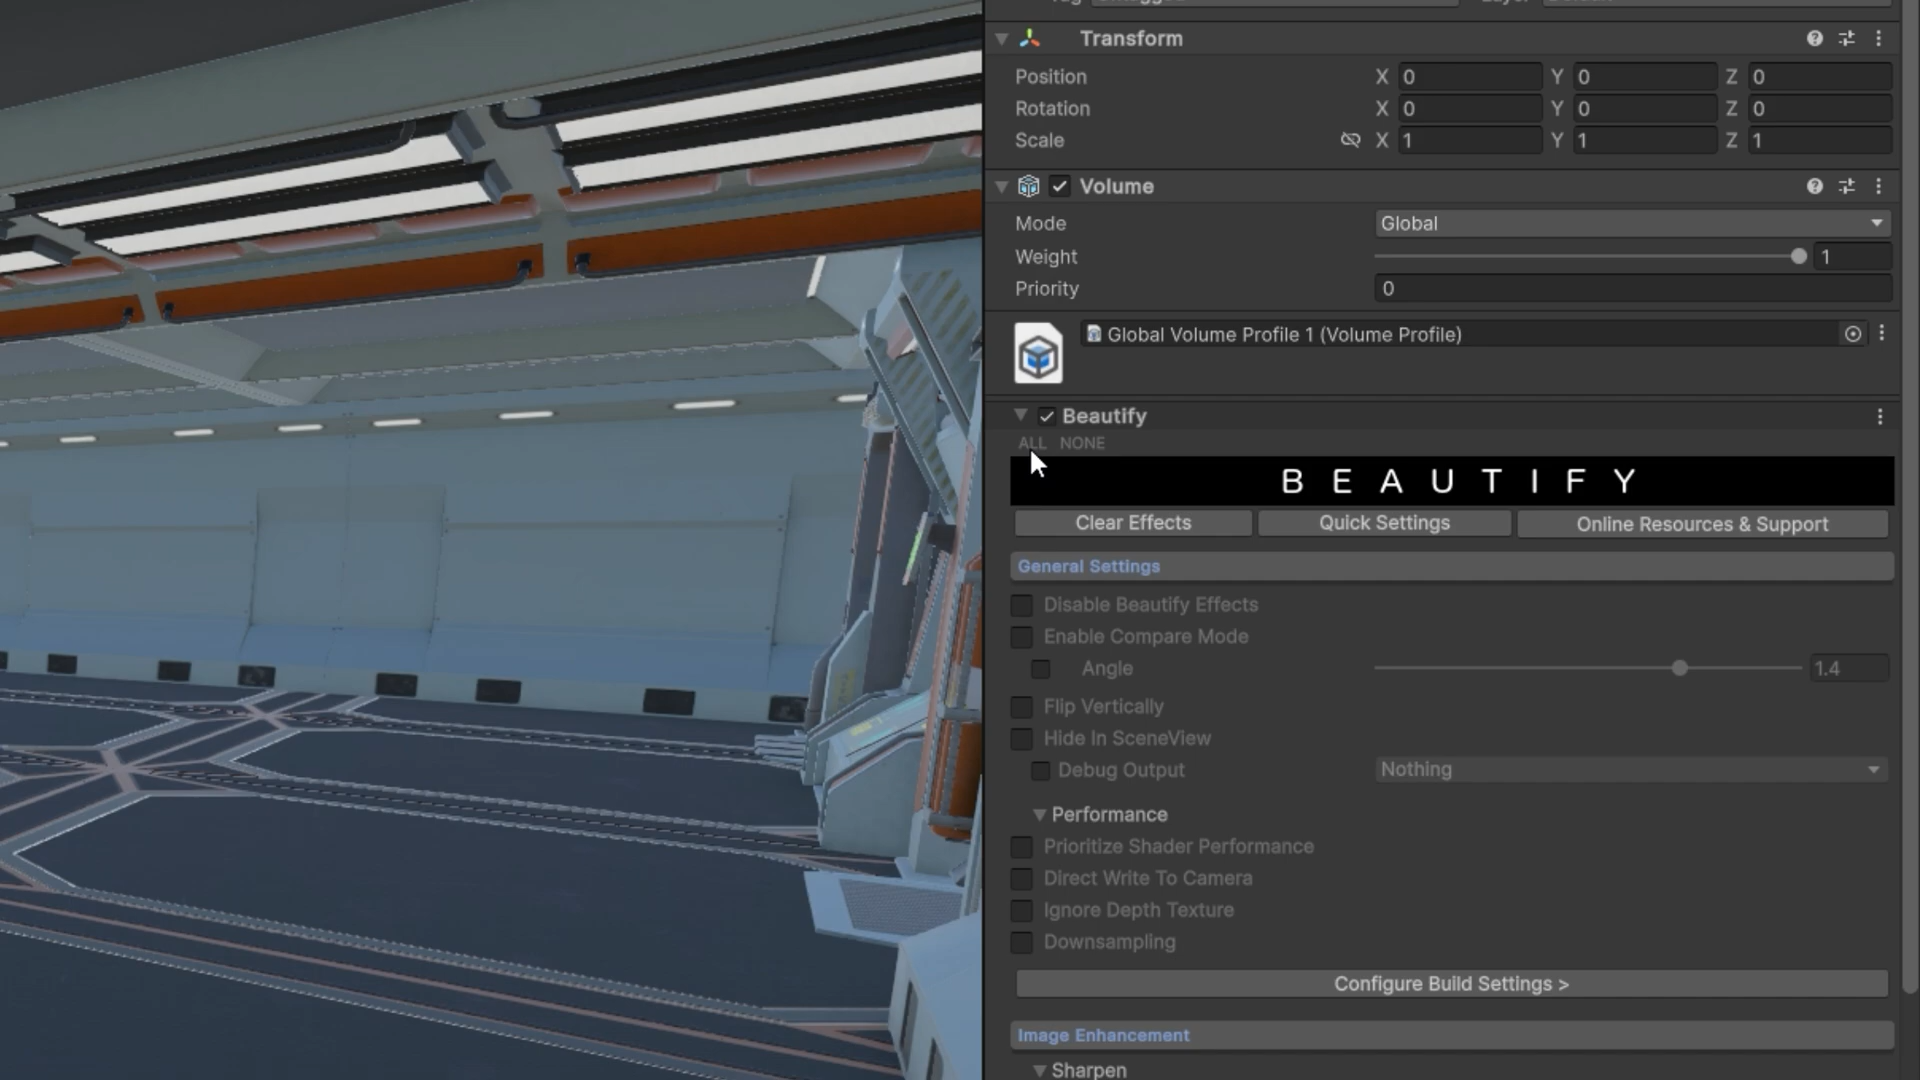 Transform
Position X 0 Y 0 Z 0
Rotation X 0 Y 0 Z 0
Scale X 1 Y 1 Z 1
Volume
Mode Global
Weight 1
Priority 0
Global Volume Profile 1 (Volume Profile)
Beautify
ALL NONE
BEAUTIFY
Clear Effects Quick Settings Online Resources & Support
General Settings
Disable Beautify Effects
Enable Compare Mode
Angle 1.4
Flip Vertically
Hide In SceneView
Debug Output Nothing
Performance
Prioritize Shader Performance
Direct Write To Camera
Ignore Depth Texture
Downsampling
Configure Build Settings >
Image Enhancement
Sharpen